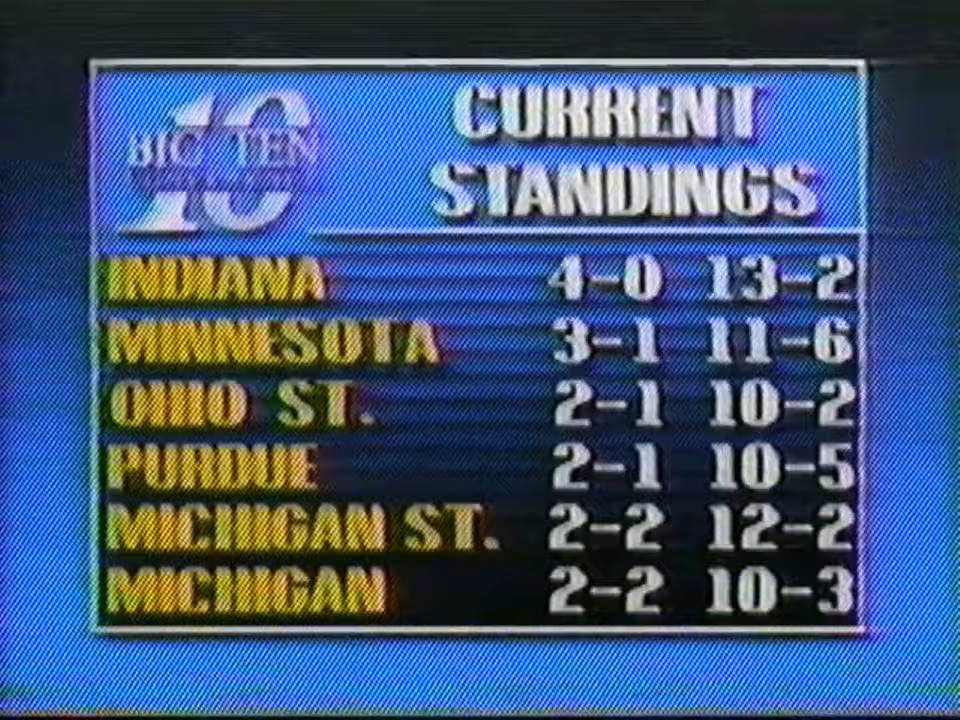 BIG TEN
10
CURRENT
STANDINGS
INDIANA 4-0 13-2
MINNESOTA 3-1 11-6
OHIO ST. 2-1 10-2
PURDUE 2-1 10-5
MICHIGAN ST. 2-2 12-2
MICHIGAN 2-2 10-3